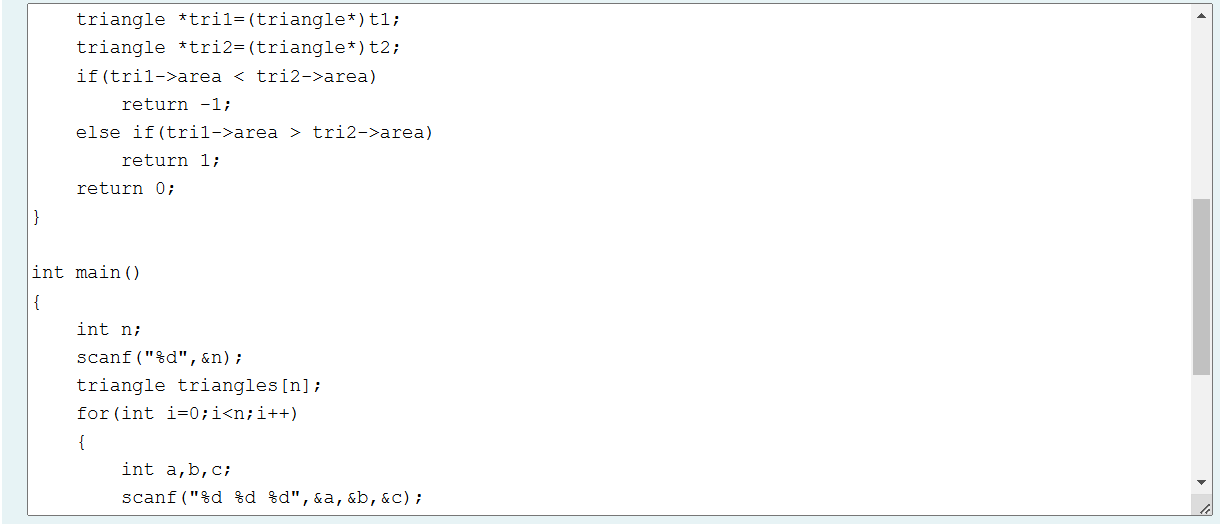 triangle *tri1=(triangle*)t1;
triangle *tri2=(triangle*)t2;
if(tri1->area < tri2->area)
return -1;
else if(tri1->area > tri2->area)
return 1;
return 0;
}
int main()
{
int n;
scanf("%d",&n);
triangle triangles[n];
for(int i=0;i<n;i++)
{
int a,b,c;
scanf("%d %d %d",&a,&b,&c);